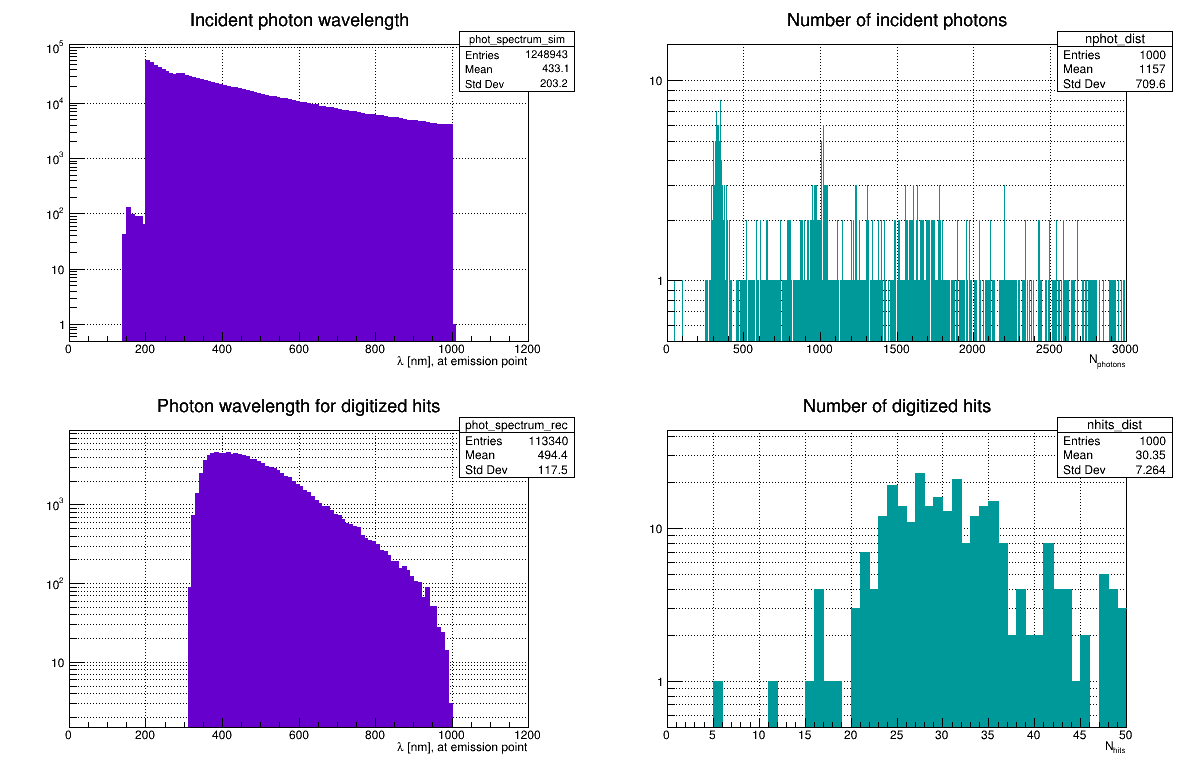 Incident photon wavelength
phot_spectrum_sim
Entries 1248943
Mean 433.1
Std Dev 203.2
10^5
10^4
10^3
10^2
10
1
0 200 400 600 800 1000 1200
λ [nm], at emission point
Number of incident photons
nphot_dist
Entries 1000
Mean 1157
Std Dev 709.6
10
1
0 500 1000 1500 2000 2500 3000
N_photons
Photon wavelength for digitized hits
phot_spectrum_rec
Entries 113340
Mean 494.4
Std Dev 117.5
10^3
10^2
10
0 200 400 600 800 1000 1200
λ [nm], at emission point
Number of digitized hits
nhits_dist
Entries 1000
Mean 30.35
Std Dev 7.264
10
1
0 5 10 15 20 25 30 35 40 45 50
N_hits